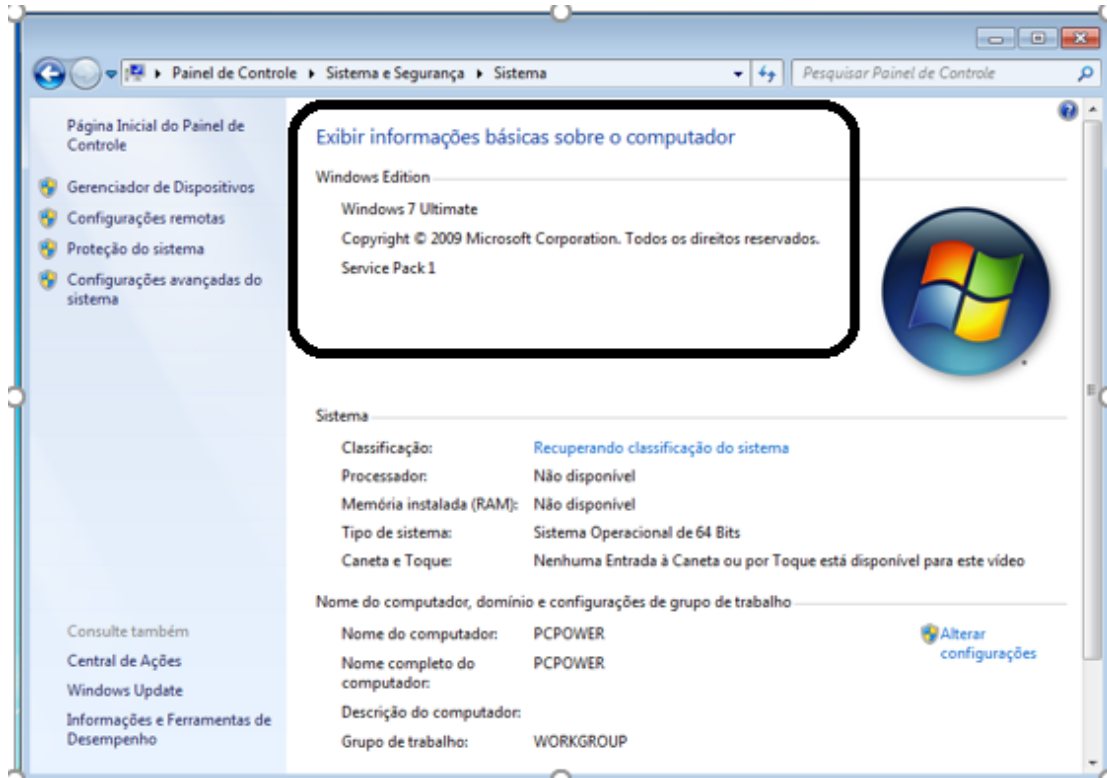 Painel de Controle Sistema e Segurança Sistema
Pesquisar Painel de Controle
Página Inicial do Painel de
Controle
Gerenciador de Dispositivos
Configurações remotas
Proteção do sistema
Configurações avançadas do
sistema
Consulte também
Central de Ações
Windows Update
Informações e Ferramentas de
Desempenho
Exibir informações básicas sobre o computador
Windows Edition
Windows 7 Ultimate
Copyright © 2009 Microsoft Corporation. Todos os direitos reservados.
Service Pack 1
Sistema
Classificação: Recuperando classificação do sistema
Processador: Não disponível
Memória instalada (RAM): Não disponível
Tipo de sistema: Sistema Operacional de 64 Bits
Caneta e Toque: Nenhuma Entrada à Caneta ou por Toque está disponível para este vídeo
Nome do computador, domínio e configurações de grupo de trabalho
Nome do computador: PCPOWER
Alterar
configurações
Nome completo do PCPOWER
computador:
Descrição do computador:
Grupo de trabalho: WORKGROUP